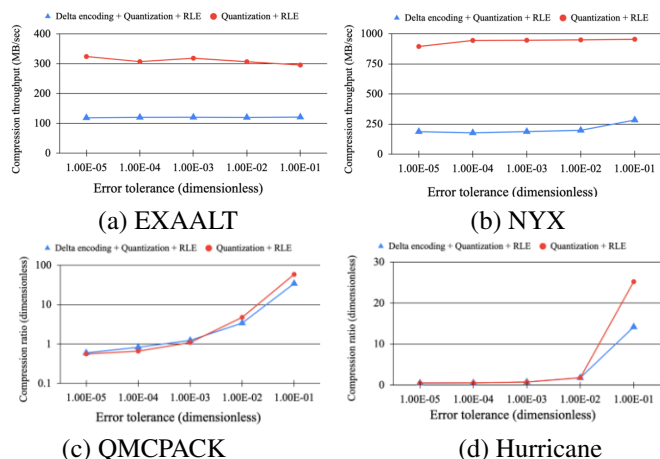 Delta encoding + Quantization + RLE Quantization + RLE
Compression throughput (MB/sec)
400
300
200
100
0
1.00E-05 1.00E-04 1.00E-03 1.00E-02 1.00E-01
Error tolerance (dimensionless)
(a) EXAALT
Delta encoding + Quantization + RLE Quantization + RLE
Compression throughput (MB/sec)
1000
750
500
250
0
1.00E-05 1.00E-04 1.00E-03 1.00E-02 1.00E-01
Error tolerance (dimensionless)
(b) NYX
Delta encoding + Quantization + RLE Quantization + RLE
Compression ratio (dimensionless)
100
10
1
0.1
1.00E-05 1.00E-04 1.00E-03 1.00E-02 1.00E-01
Error tolerance (dimensionless)
(c) QMCPACK
Delta encoding + Quantization + RLE Quantization + RLE
Compression ratio (dimensionless)
30
20
10
0
1.00E-05 1.00E-04 1.00E-03 1.00E-02 1.00E-01
Error tolerance (dimensionless)
(d) Hurricane